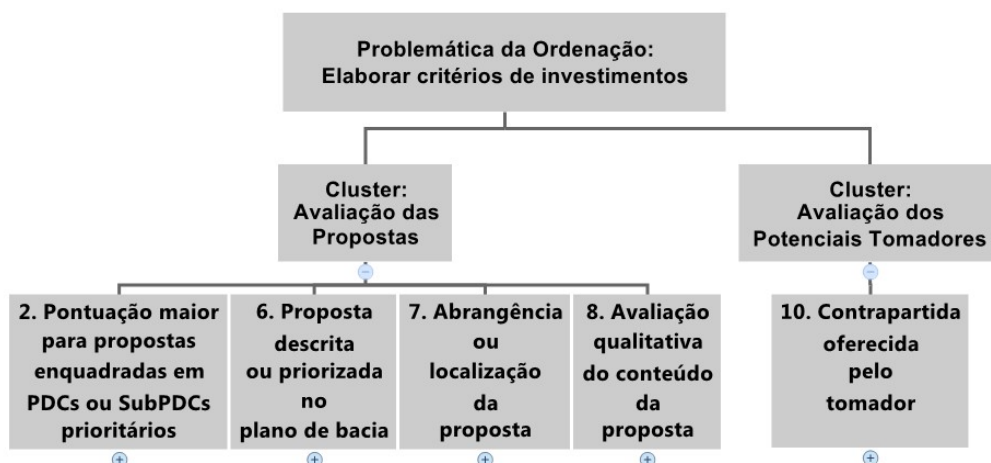 Problemática da Ordenação:
Elaborar critérios de investimentos
Cluster:
Avaliação das
Propostas
Cluster:
Avaliação dos
Potenciais Tomadores
2. Pontuação maior
para propostas
enquadradas em
PDCs ou SubPDCs
prioritários
6. Proposta
descrita
ou priorizada
no
plano de bacia
7. Abrangência
ou
localização
da
proposta
8. Avaliação
qualitativa
do conteúdo
da
proposta
10. Contrapartida
oferecida
pelo
tomador